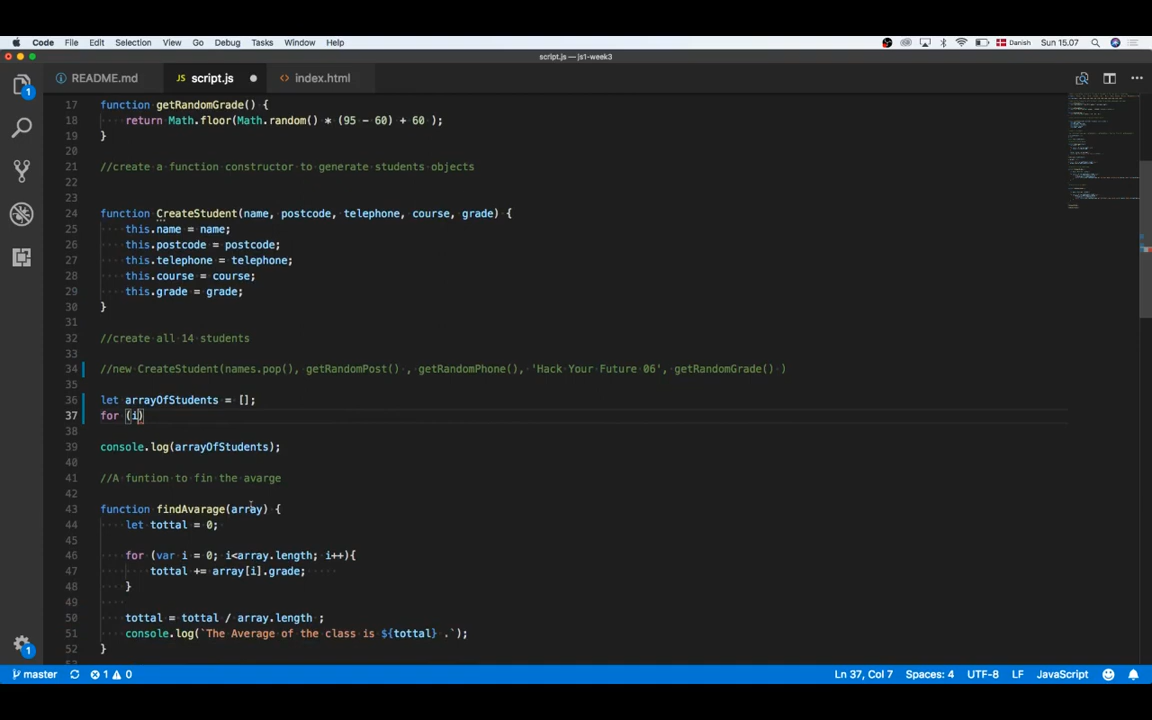 Code File Edit Selection View Go Debug Tasks Window Help Danish Sun 15.07
script.js — js1-week3
README.md JS script.js index.html
17 function getRandomGrade() {
18 return Math.floor(Math.random() * (95 - 60) + 60 );
19 }
20
21 //create a function constructor to generate students objects
22
23
24 function CreateStudent(name, postcode, telephone, course, grade) {
25 this.name = name;
26 this.postcode = postcode;
27 this.telephone = telephone;
28 this.course = course;
29 this.grade = grade;
30 }
31
32 //create all 14 students
33
34 //new CreateStudent(names.pop(), getRandomPost() , getRandomPhone(), 'Hack Your Future 06', getRandomGrade() )
35
36 let arrayOfStudents = [];
37 for (i)
38
39 console.log(arrayOfStudents);
40
41 //A funtion to fin the avarge
42
43 function findAvarage(array) {
44 let tottal = 0;
45
46 for (var i = 0; i<array.length; i++){
47 tottal += array[i].grade;
48 }
49
50 tottal = tottal / array.length ;
51 console.log(`The Average of the class is ${tottal} .`);
52 }
1
1
master 1 0 Ln 37, Col 7 Spaces: 4 UTF-8 LF JavaScript